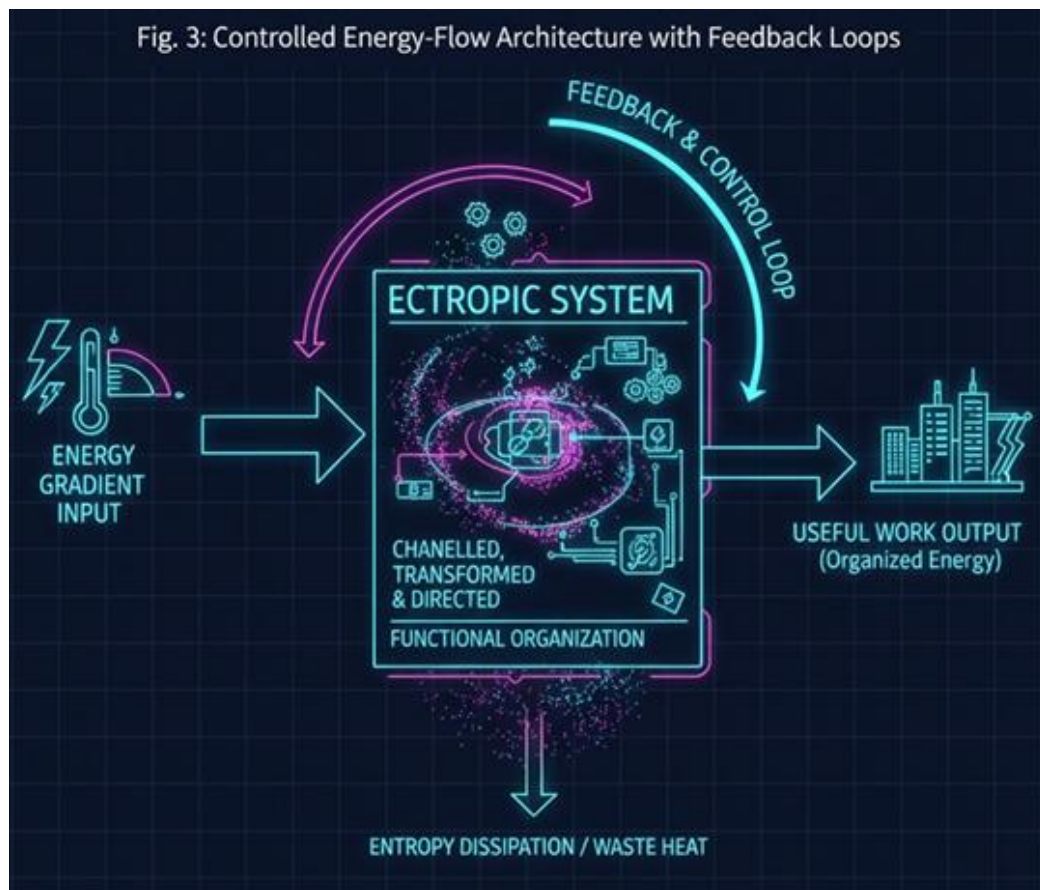 Fig. 3: Controlled Energy-Flow Architecture with Feedback Loops
FEEDBACK & CONTROL LOOP
ECTROPIC SYSTEM
ENERGY
GRADIENT
INPUT
CHANELLED,
TRANSFORMED
& DIRECTED
FUNCTIONAL ORGANIZATION
USEFUL WORK OUTPUT
(Organized Energy)
ENTROPY DISSIPATION / WASTE HEAT